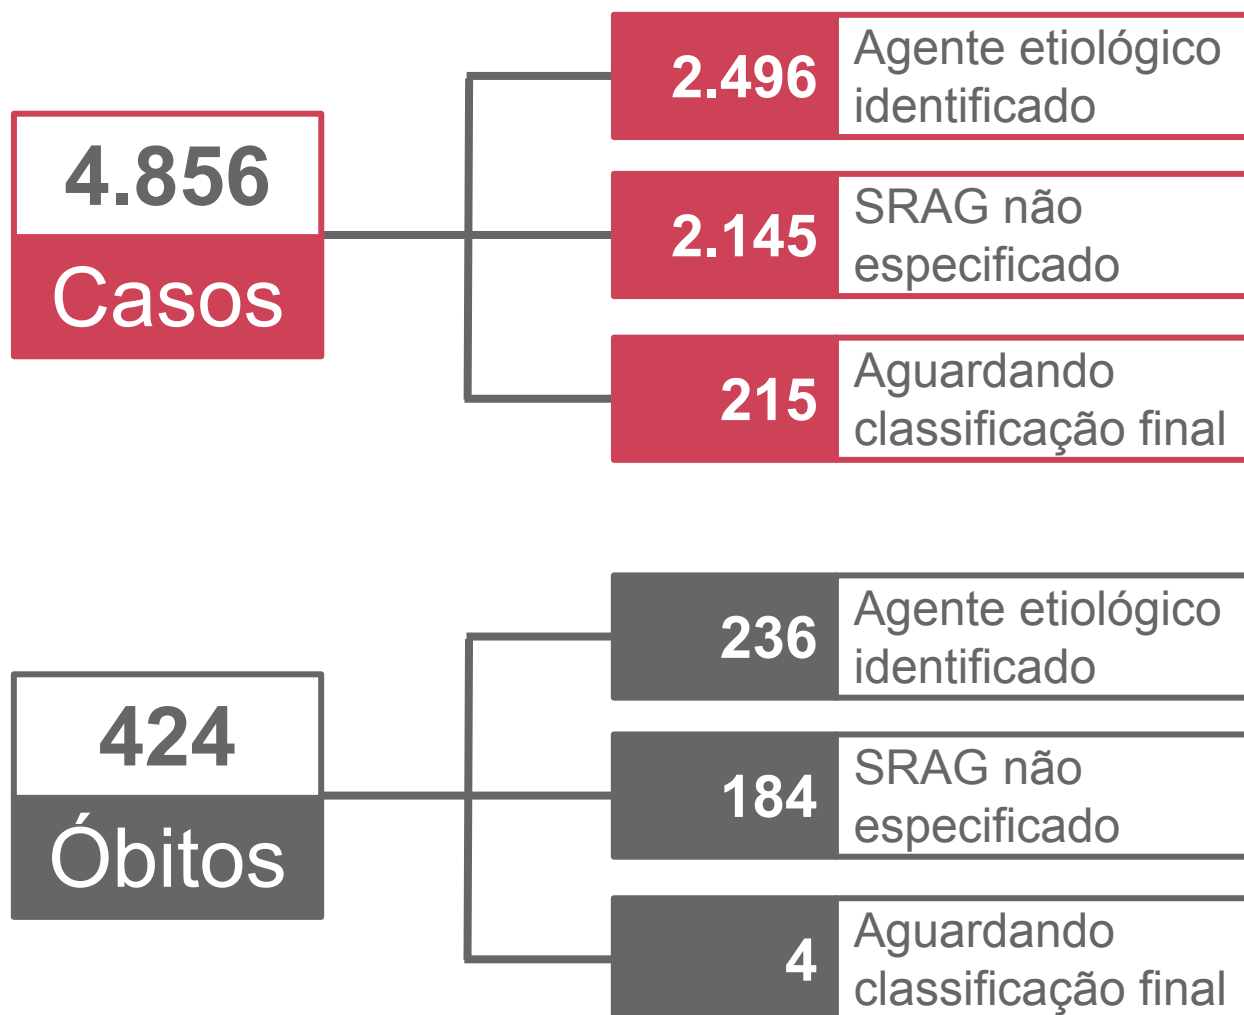 4.856
Casos
2.496
Agente etiológico
identificado
2.145
SRAG não
especificado
215
Aguardando
classificação final
424
Óbitos
236
Agente etiológico
identificado
184
SRAG não
especificado
4
Aguardando
classificação final